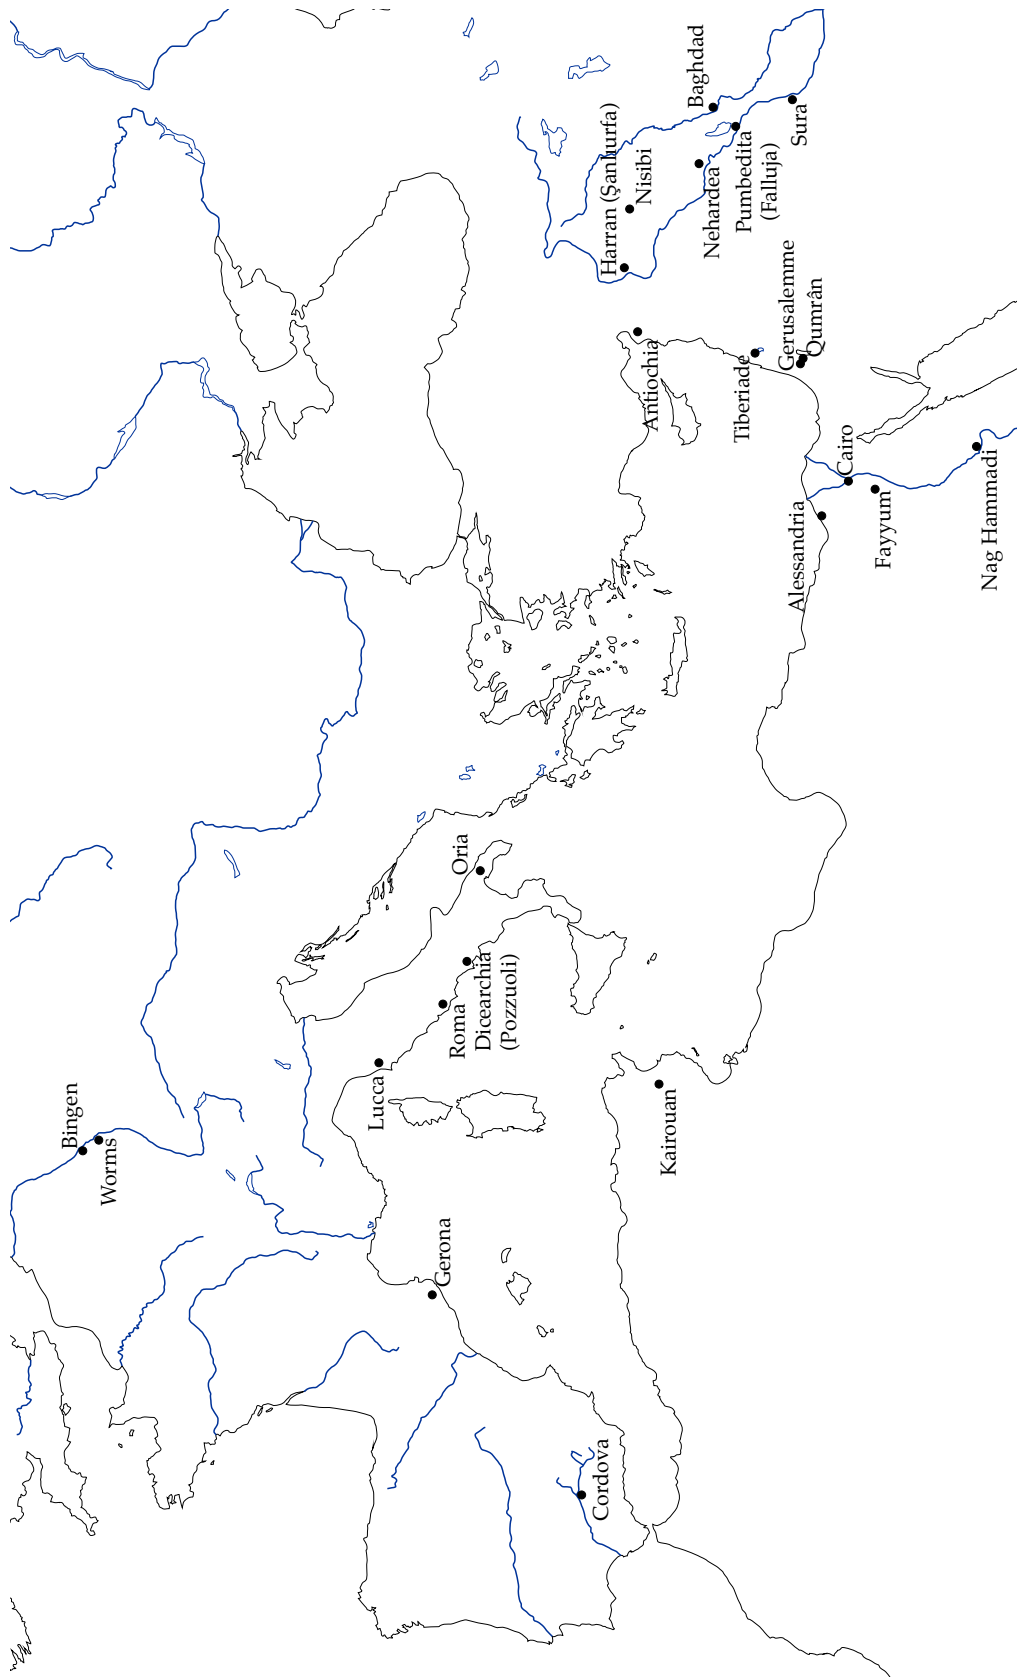 Bingen
Worms
Lucca
Roma
Dicearchia
(Pozzuoli)
Oria
Gerona
Cordova
Kairouan
Antiochia
Harran (Şanlıurfa)
Nisibi
Baghdad
Nehardea
Pumbedita
(Falluja)
Sura
Tiberiade
Gerusalemme
Qumrân
Alessandria
Cairo
Fayyum
Nag Hammadi